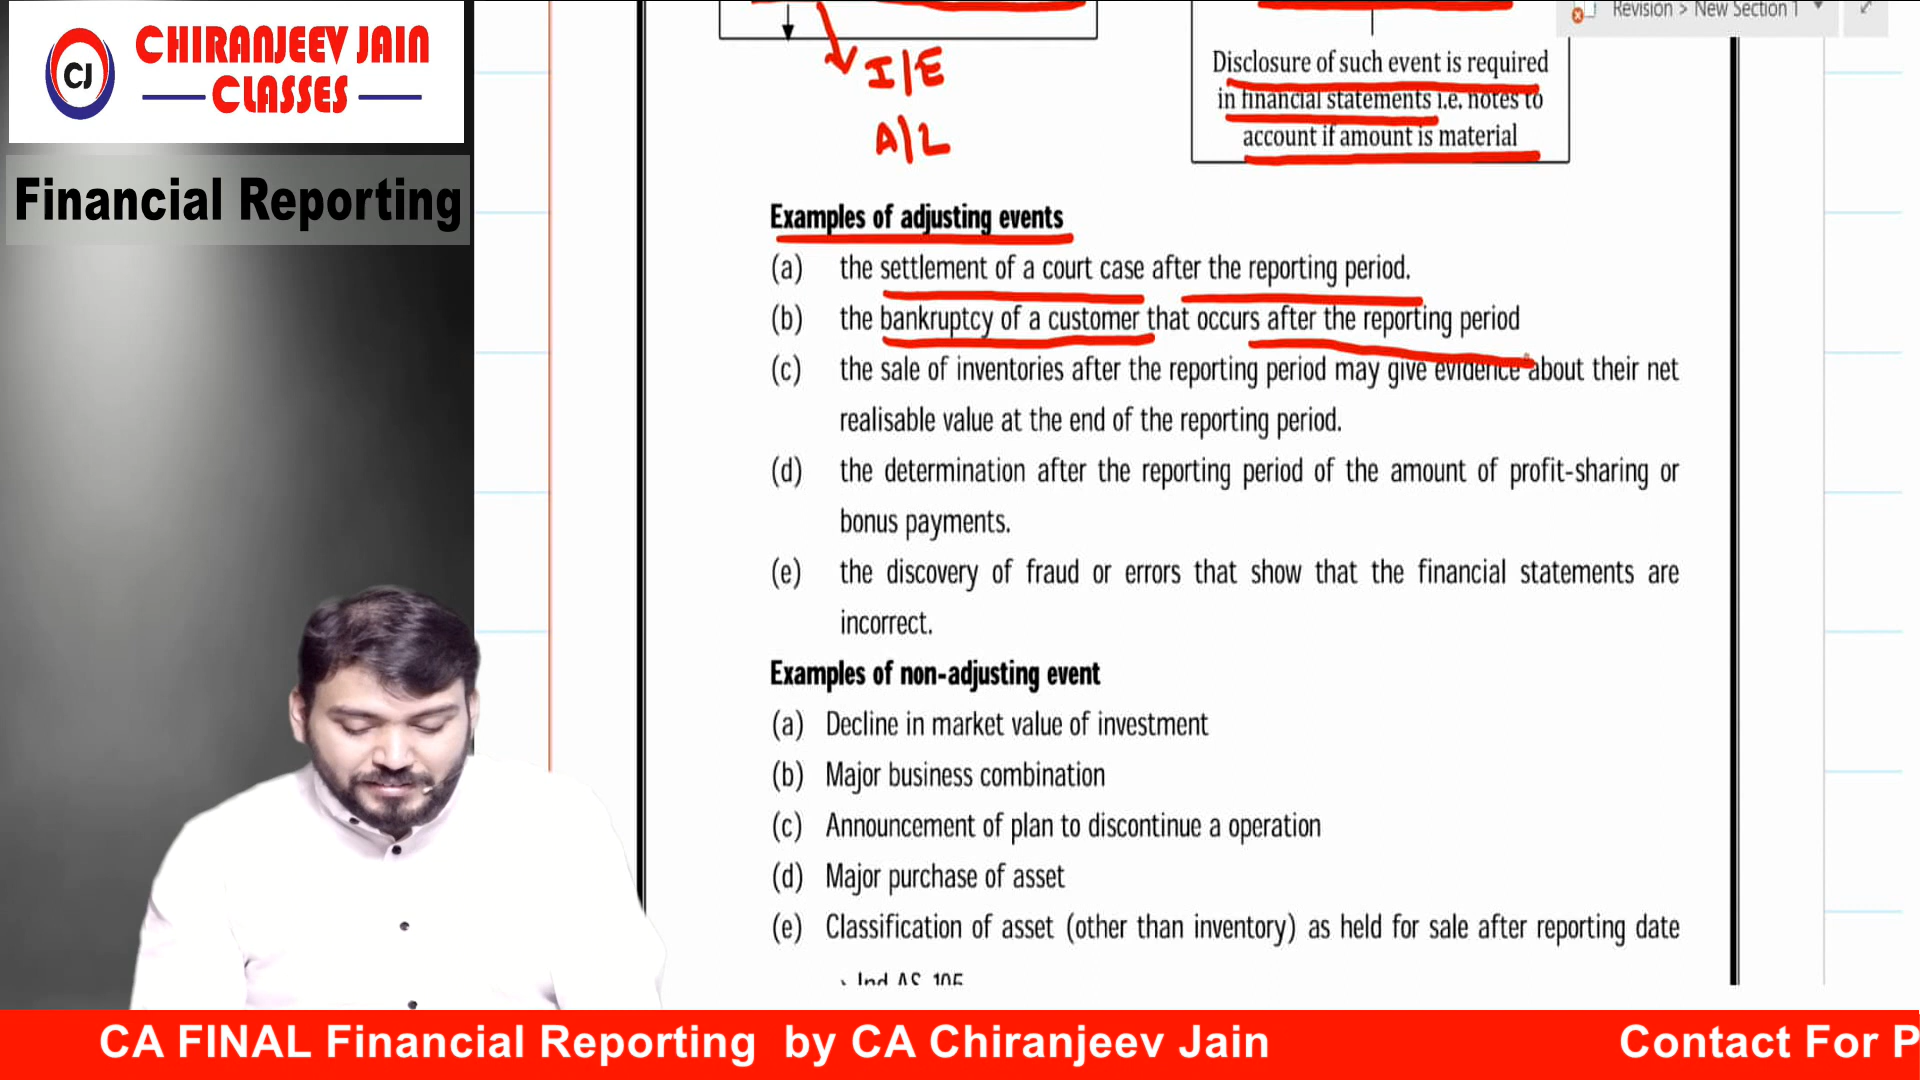 CHIRANJEEV JAIN
CLASSES
CJ
Financial Reporting
Revision > New Section 1
I/E
A/L
Disclosure of such event is required
in financial statements i.e. notes to
account if amount is material
Examples of adjusting events
(a) the settlement of a court case after the reporting period.
(b) the bankruptcy of a customer that occurs after the reporting period
(c) the sale of inventories after the reporting period may give evidence about their net
realisable value at the end of the reporting period.
(d) the determination after the reporting period of the amount of profit-sharing or
bonus payments.
(e) the discovery of fraud or errors that show that the financial statements are
incorrect.
Examples of non-adjusting event
(a) Decline in market value of investment
(b) Major business combination
(c) Announcement of plan to discontinue a operation
(d) Major purchase of asset
(e) Classification of asset (other than inventory) as held for sale after reporting date
Ind AS 105
CA FINAL Financial Reporting by CA Chiranjeev Jain
Contact For P